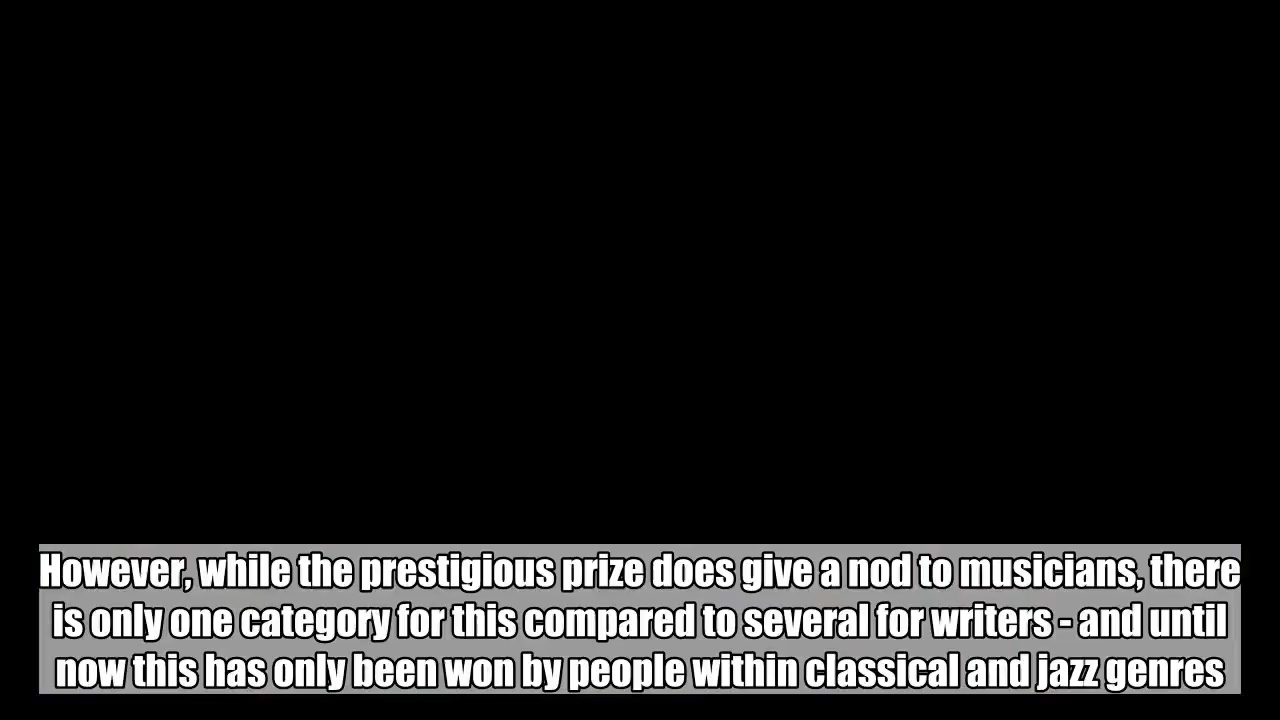 However, while the prestigious prize does give a nod to musicians, there
is only one category for this compared to several for writers - and until
now this has only been won by people within classical and jazz genres